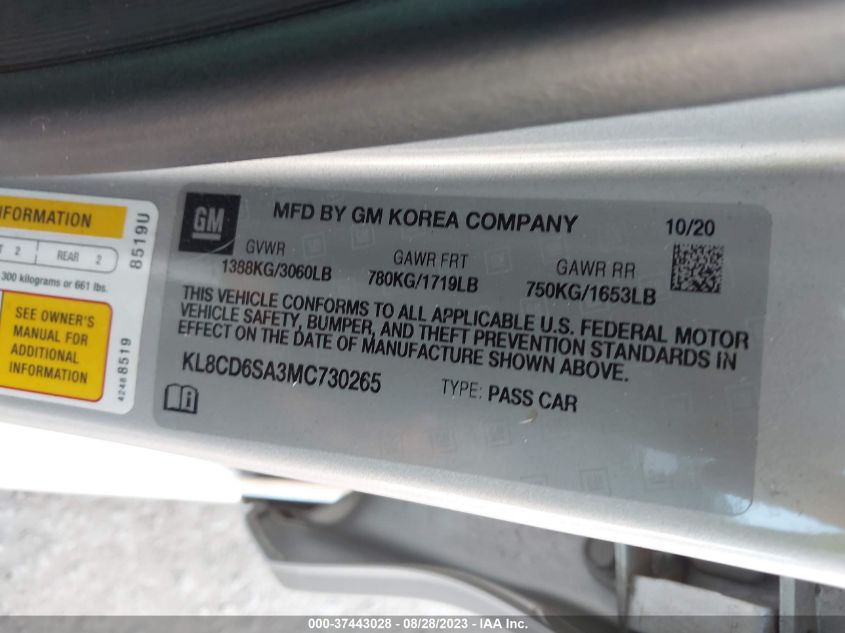 INFORMATION
T 2 REAR 2
300 kilograms or 661 lbs.
SEE OWNER'S
MANUAL FOR
ADDITIONAL
INFORMATION
8519U
42488519
GM
MFD BY GM KOREA COMPANY 10/20
GVWR GAWR FRT GAWR RR
1388KG/3060LB 780KG/1719LB 750KG/1653LB
THIS VEHICLE CONFORMS TO ALL APPLICABLE U.S. FEDERAL MOTOR
VEHICLE SAFETY, BUMPER, AND THEFT PREVENTION STANDARDS IN
EFFECT ON THE DATE OF MANUFACTURE SHOWN ABOVE.
KL8CD6SA3MC730265 TYPE: PASS CAR
000-37443028 - 08/28/2023 - IAA Inc.